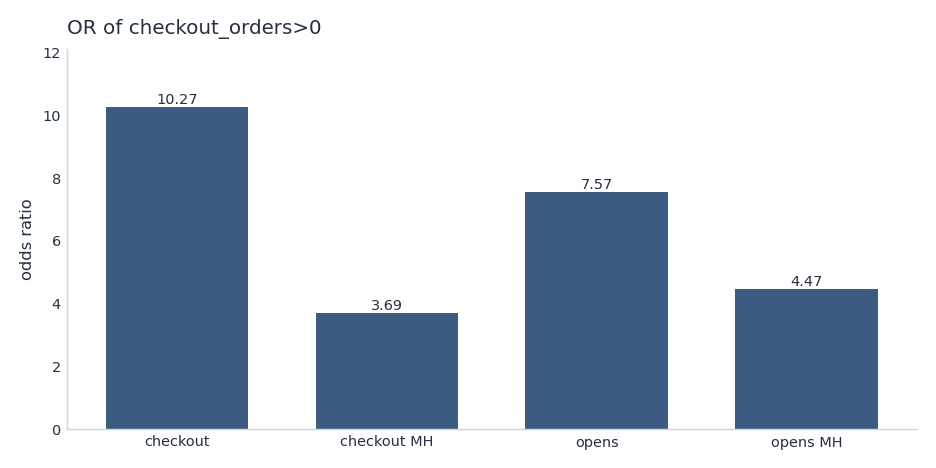 OR of checkout_orders>0
odds ratio
12
10
8
6
4
2
0
10.27
3.69
7.57
4.47
checkout
checkout MH
opens
opens MH